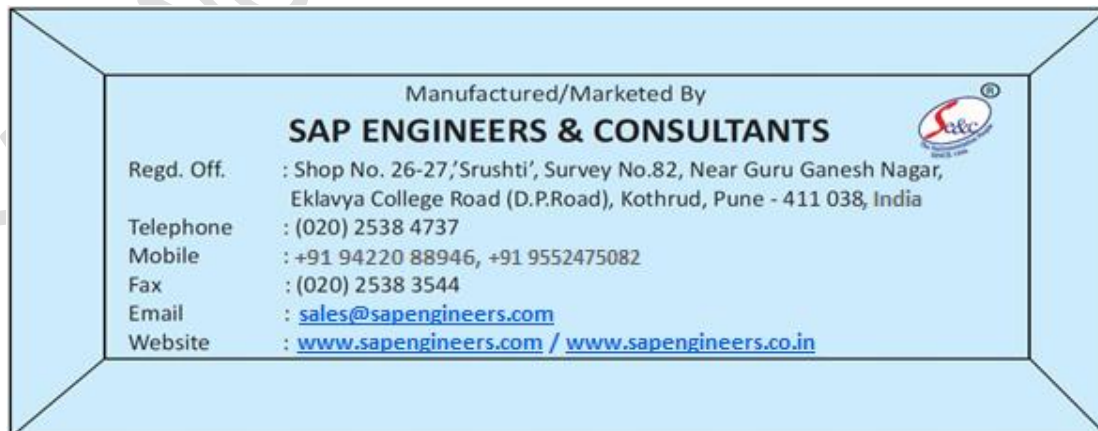 Manufactured/Marketed By
SAP ENGINEERS & CONSULTANTS
®
Se&c
SINCE
Regd. Off. : Shop No. 26-27,'Srushti', Survey No.82, Near Guru Ganesh Nagar,
Eklavya College Road (D.P.Road), Kothrud, Pune - 411 038, India
Telephone : (020) 2538 4737
Mobile : +91 94220 88946, +91 9552475082
Fax : (020) 2538 3544
Email : sales@sapengineers.com
Website : www.sapengineers.com / www.sapengineers.co.in